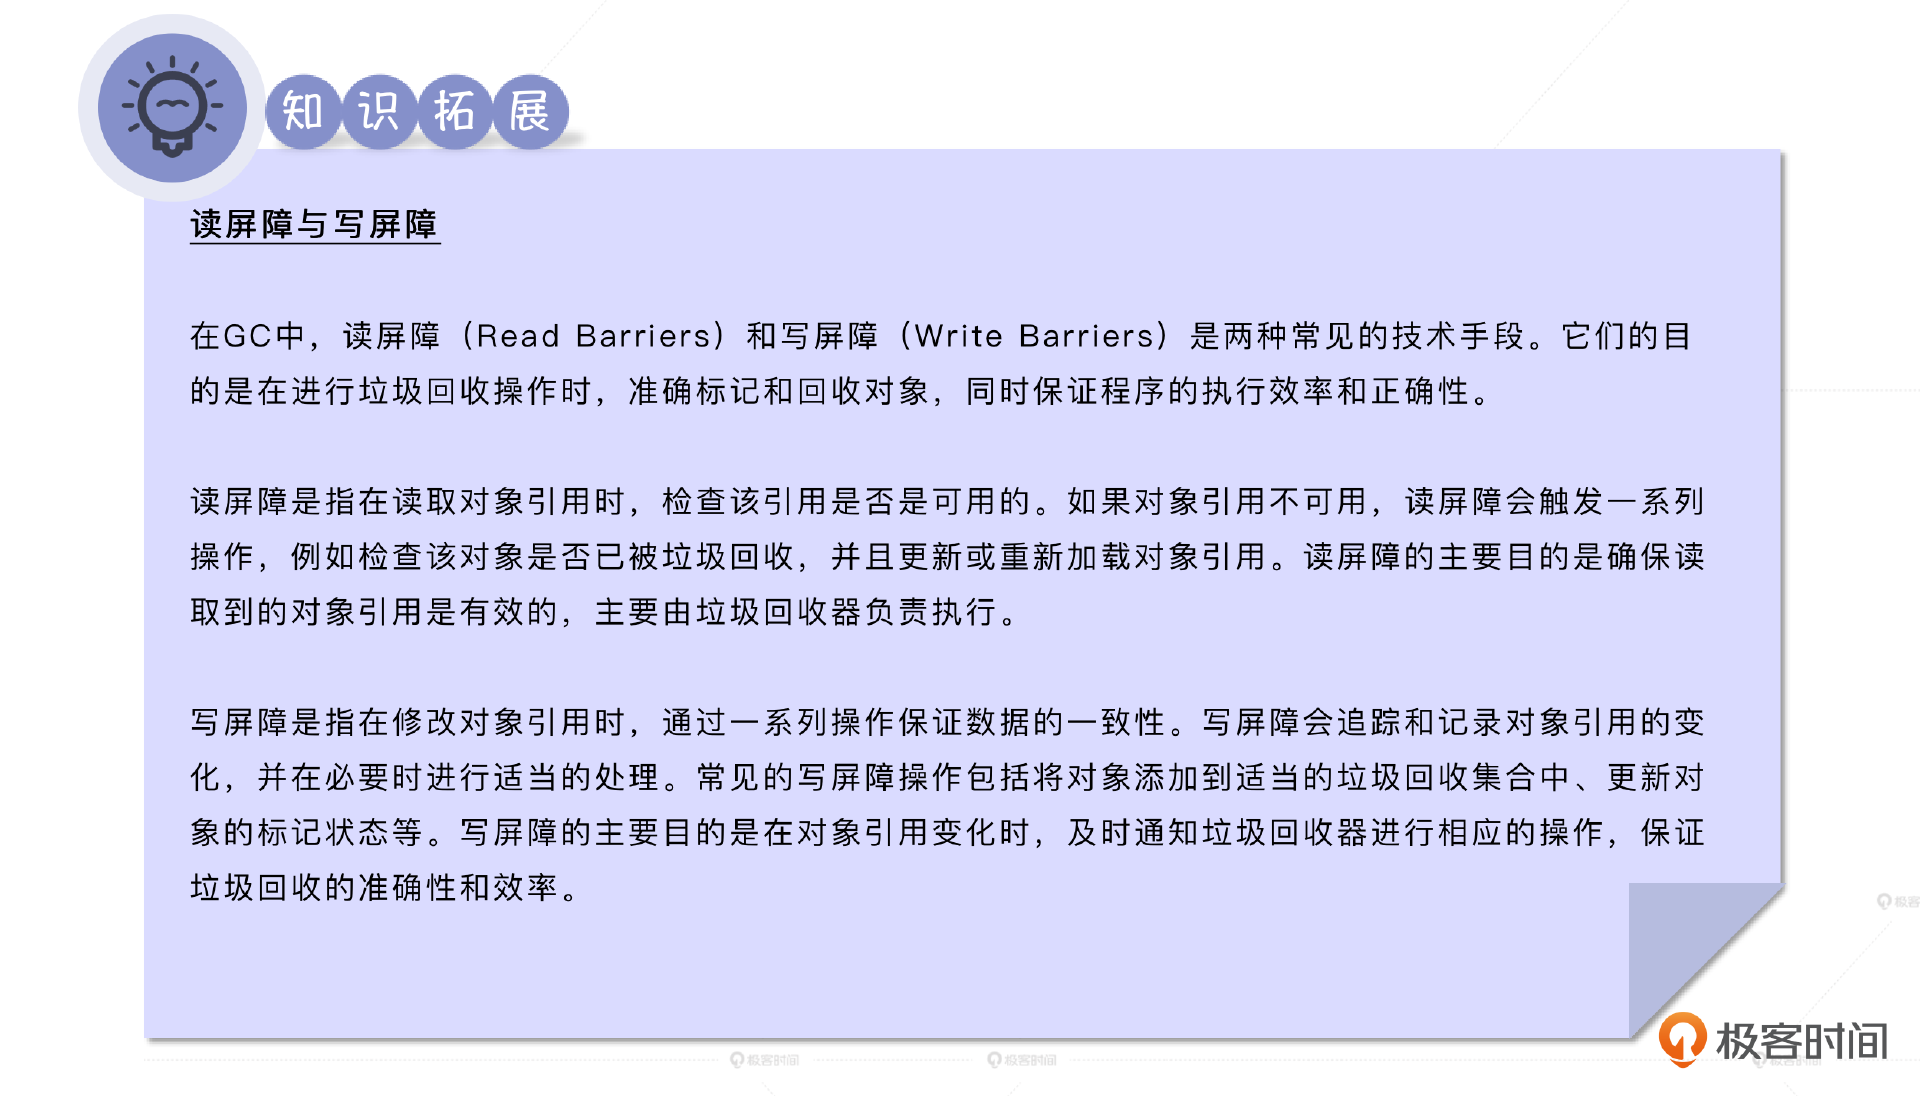 知识拓展
读屏障与写屏障
在GC中，读屏障（Read Barriers）和写屏障（Write Barriers）是两种常见的技术手段。它们的目
的是在进行垃圾回收操作时，准确标记和回收对象，同时保证程序的执行效率和正确性。
读屏障是指在读取对象引用时，检查该引用是否是可用的。如果对象引用不可用，读屏障会触发一系列
操作，例如检查该对象是否已被垃圾回收，并且更新或重新加载对象引用。读屏障的主要目的是确保读
取到的对象引用是有效的，主要由垃圾回收器负责执行。
写屏障是指在修改对象引用时，通过一系列操作保证数据的一致性。写屏障会追踪和记录对象引用的变
化，并在必要时进行适当的处理。常见的写屏障操作包括将对象添加到适当的垃圾回收集合中、更新对
象的标记状态等。写屏障的主要目的是在对象引用变化时，及时通知垃圾回收器进行相应的操作，保证
垃圾回收的准确性和效率。
极客
极客时间
极客时间
极客时间
极客时间